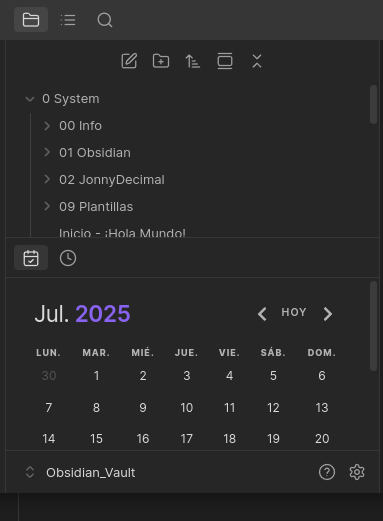 0 System
00 Info
01 Obsidian
02 JonnyDecimal
09 Plantillas
Inicio - ¡Hola Mundo!
Jul. 2025 HOY
LUN. MAR. MIÉ. JUE. VIE. SÁB. DOM.
30 1 2 3 4 5 6
7 8 9 10 11 12 13
14 15 16 17 18 19 20
Obsidian_Vault